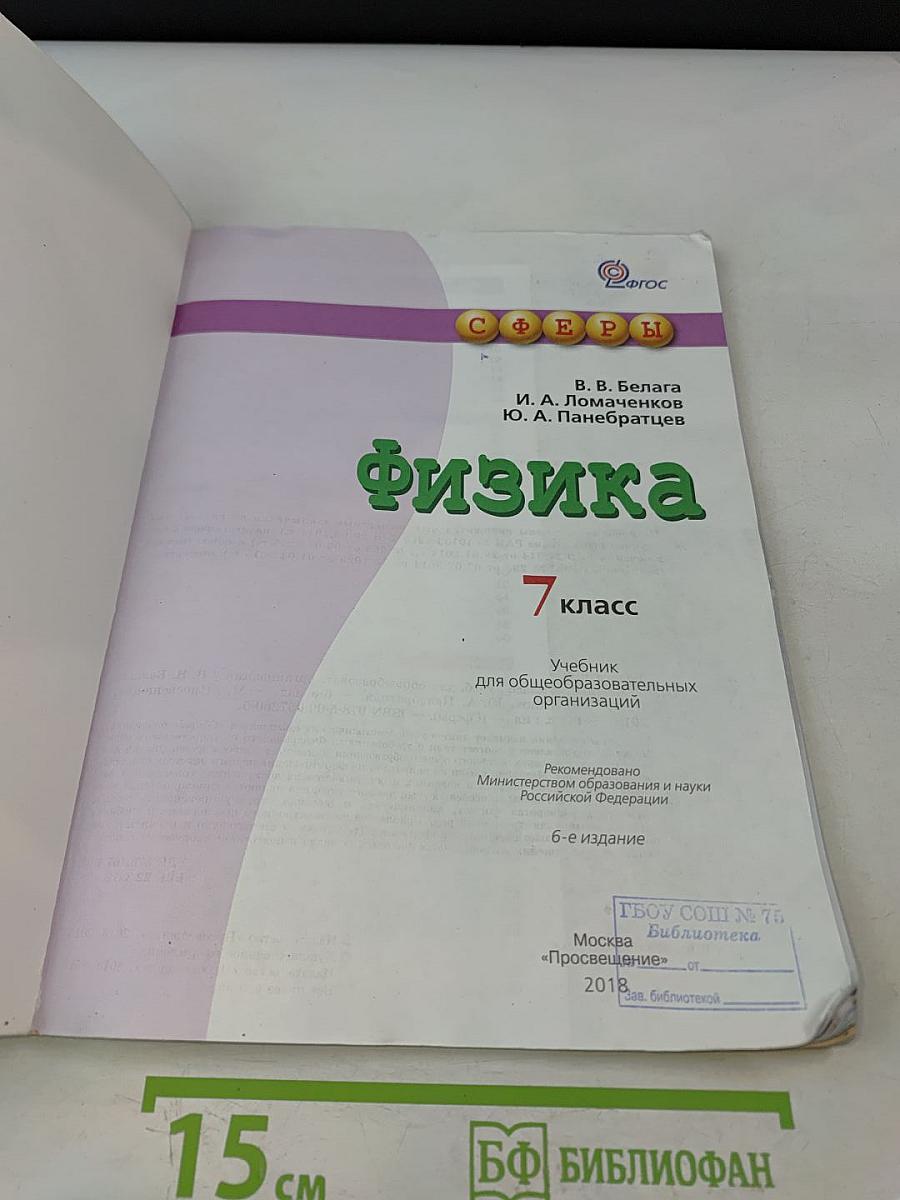 ФГОС
СФЕРЫ
В. В. Белага
И. А. Ломаченков
Ю. А. Панебратцев
Физика
7 класс
Учебник
для общеобразовательных
организаций
Рекомендовано
Министерством образования и науки
Российской Федерации
6-е издание
Москва
«Просвещение»
2018
ГБОУ СОШ № 75
Библиотека
от
Зав. библиотекой
15 см
БФ БИБЛИОФАН